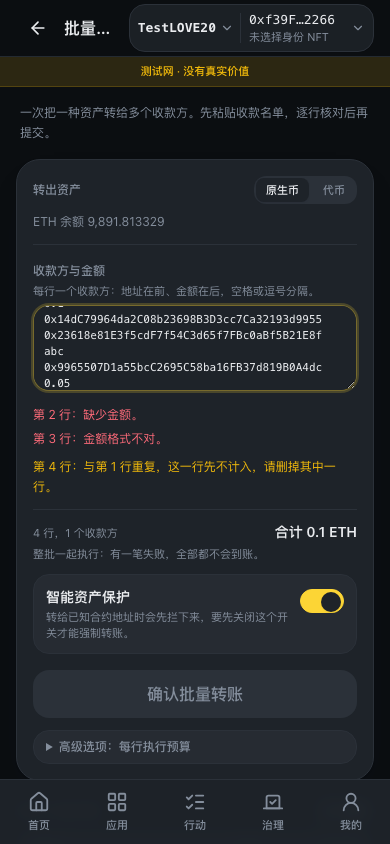 批量...
TestLOVE20
0xf39F…2266
未选择身份 NFT
测试网 · 没有真实价值
一次把一种资产转给多个收款方。先粘贴收款名单，逐行核对后再
提交。
转出资产
原生币
代币
ETH 余额 9,891.813329
收款方与金额
每行一个收款方：地址在前、金额在后，空格或逗号分隔。
0x14dC79964da2C08b23698B3D3cc7Ca32193d9955
0x23618e81E3f5cdF7f54C3d65f7FBc0aBf5B21E8f
abc
0x9965507D1a55bcC2695C58ba16FB37d819B0A4dc
0.05
第 2 行：缺少金额。
第 3 行：金额格式不对。
第 4 行：与第 1 行重复，这一行先不计入，请删掉其中一
行。
4 行，1 个收款方
合计 0.1 ETH
整批一起执行：有一笔失败，全部都不会到账。
智能资产保护
转给已知合约地址时会先拦下来，要先关闭这个开
关才能强制转账。
确认批量转账
高级选项：每行执行预算
首页
应用
行动
治理
我的